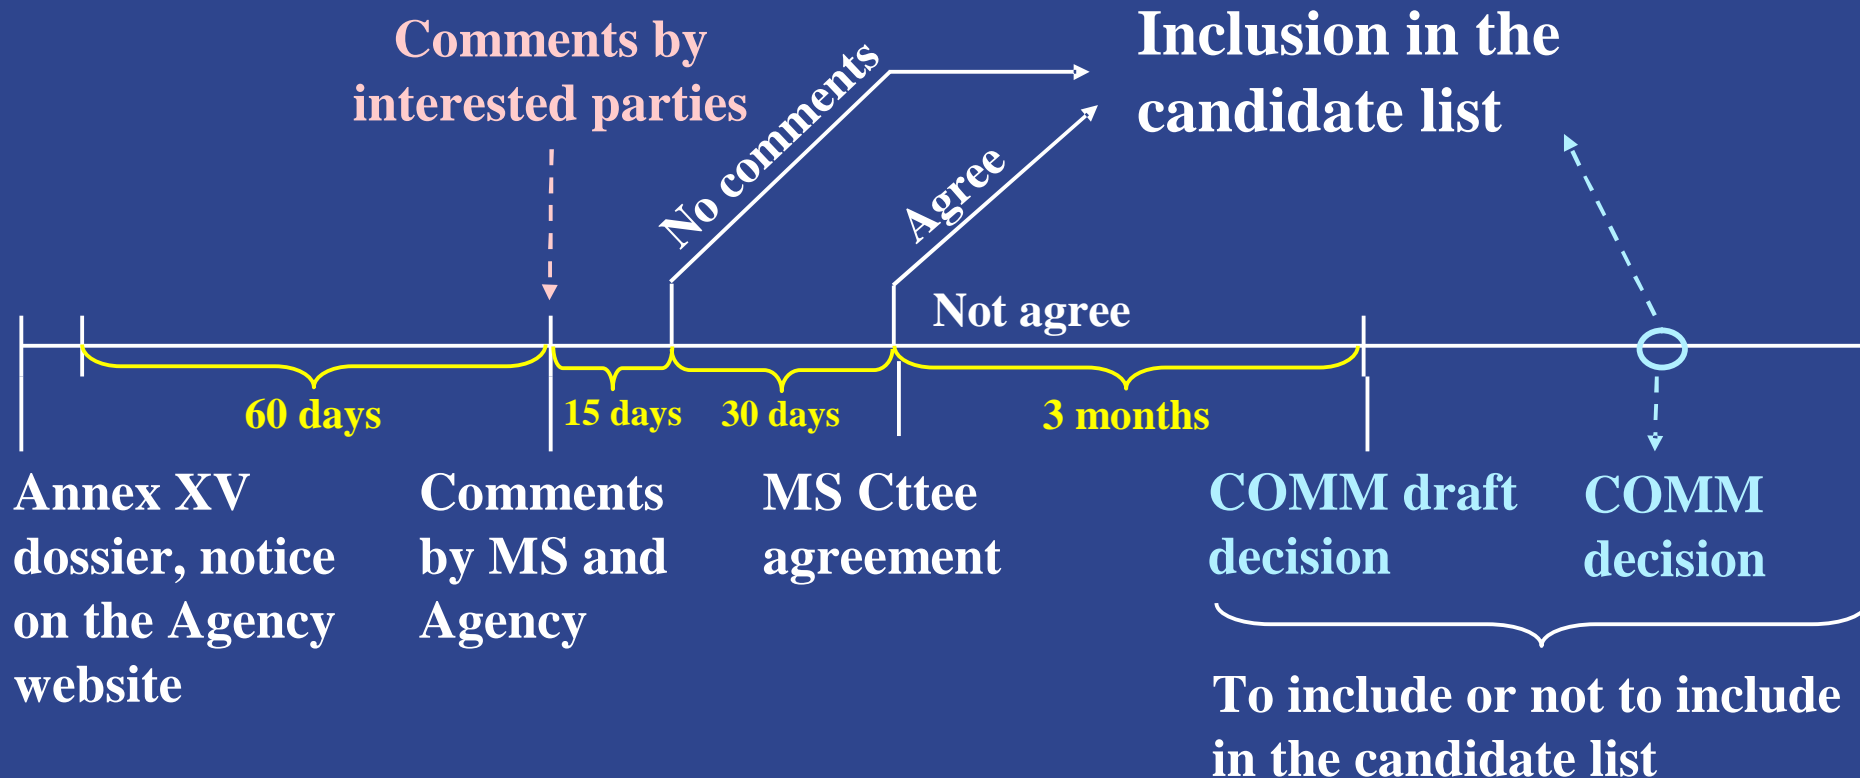 Comments by
interested parties
No comments
Agree
Inclusion in the
candidate list
Not agree
60 days
15 days
30 days
3 months
Annex XV
dossier, notice
on the Agency
website
Comments
by MS and
Agency
MS Cttee
agreement
COMM draft
decision
COMM
decision
To include or not to include
in the candidate list